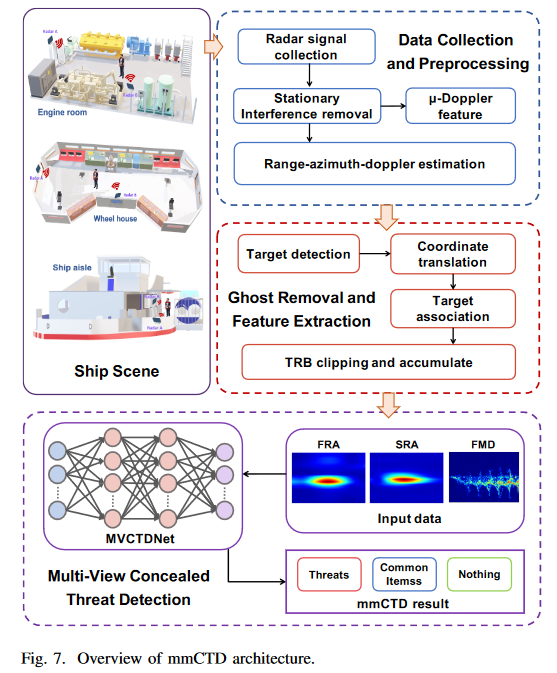 Radar A
Radar B
Engine room
Radar A
Radar B
Wheel house
Ship aisle
Radar A
Ship Scene
Radar signal
collection
Data Collection
and Preprocessing
Stationary
Interference removal
μ-Doppler
feature
Range-azimuth-doppler estimation
Target detection
Coordinate
translation
Ghost Removal and
Feature Extraction
Target
association
TRB clipping and accumulate
MVCTDNet
FRA
SRA
FMD
Input data
Multi-View Concealed
Threat Detection
Threats
Common
Itemss
Nothing
mmCTD result
Fig. 7. Overview of mmCTD architecture.